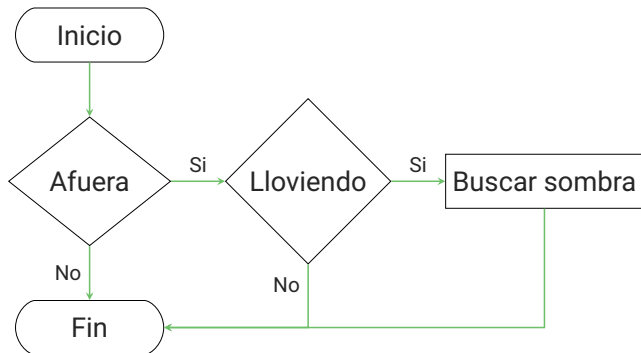 Inicio
Afuera
Si
Lloviendo
Si
Buscar sombra
No
No
Fin